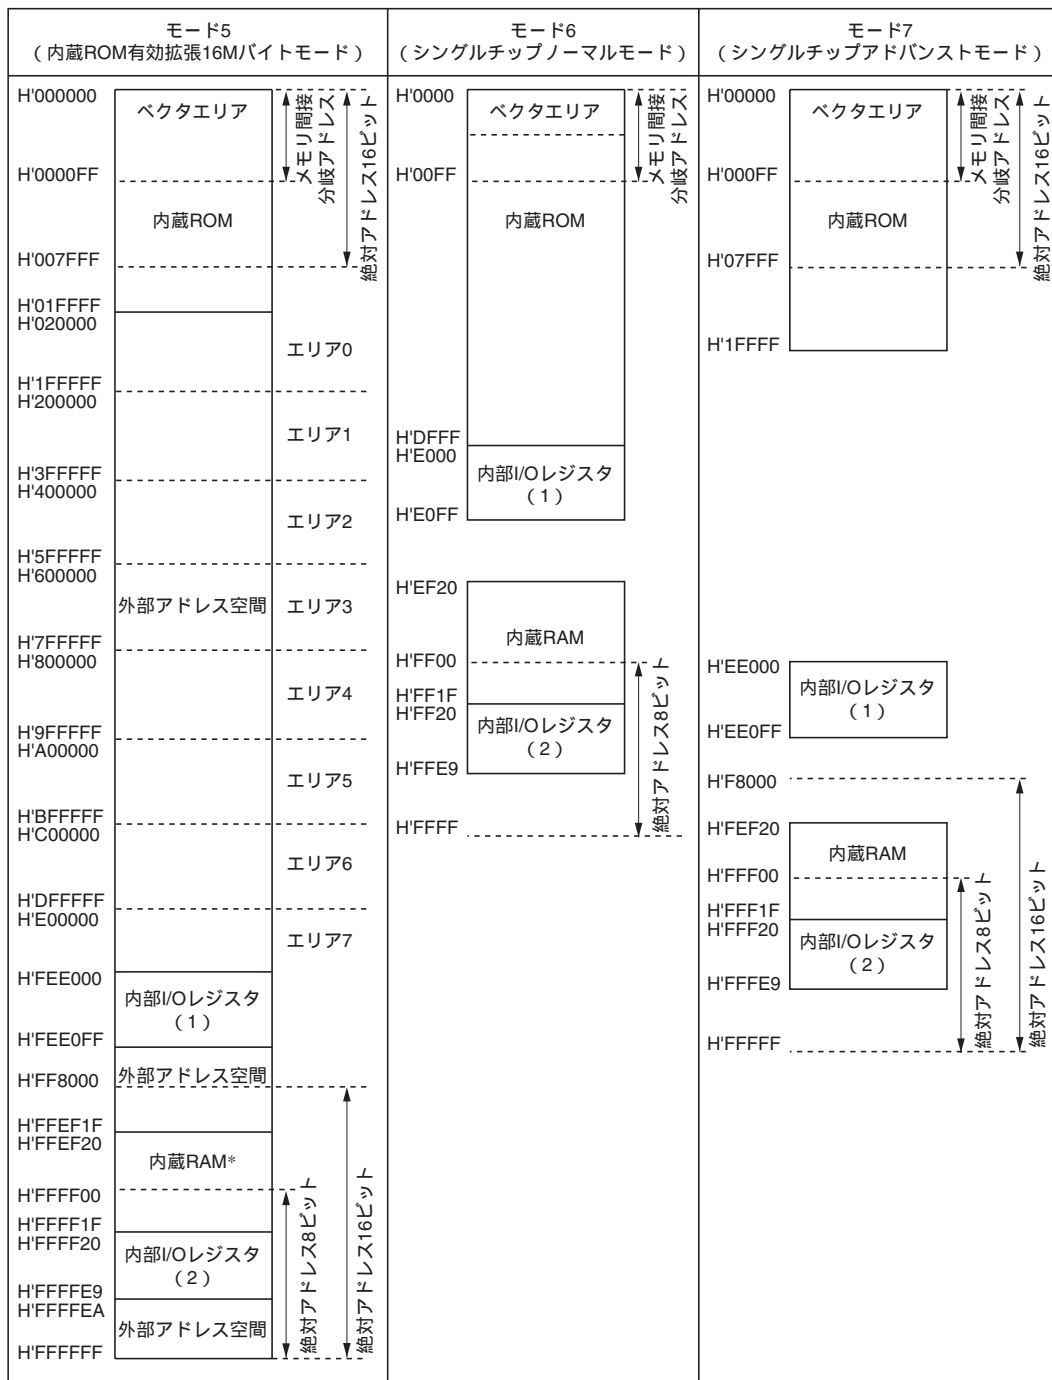 モード5
(内蔵ROM有効拡張16Mバイトモード)
H'000000
ベクタエリア
メモリ間接
分岐アドレス
絶対アドレス16ビット
H'0000FF
内蔵ROM
H'007FFF
H'01FFFF
H'020000
エリア0
H'1FFFFF
H'200000
エリア1
H'3FFFFF
H'400000
エリア2
H'5FFFFF
H'600000
外部アドレス空間
エリア3
H'7FFFFF
H'800000
エリア4
H'9FFFFF
H'A00000
エリア5
H'BFFFFF
H'C00000
エリア6
H'DFFFFF
H'E00000
エリア7
H'FEE000
内部I/Oレジスタ
(1)
H'FEE0FF
外部アドレス空間
H'FF8000
H'FFEF1F
H'FFEF20
内蔵RAM*
H'FFFF00
絶対アドレス8ビット
絶対アドレス16ビット
H'FFFF1F
H'FFFF20
内部I/Oレジスタ
(2)
H'FFFFE9
H'FFFFEA
外部アドレス空間
H'FFFFFF
モード6
(シングルチップノーマルモード)
H'0000
ベクタエリア
メモリ間接
分岐アドレス
H'00FF
内蔵ROM
H'DFFF
H'E000
内部I/Oレジスタ
(1)
H'E0FF
H'EF20
内蔵RAM
H'FF00
H'FF1F
H'FF20
内部I/Oレジスタ
(2)
絶対アドレス8ビット
H'FFE9
H'FFFF
モード7
(シングルチップアドバンストモード)
H'00000
ベクタエリア
メモリ間接
分岐アドレス
絶対アドレス16ビット
H'000FF
内蔵ROM
H'07FFF
H'1FFFF
H'EE000
内部I/Oレジスタ
(1)
H'EE0FF
H'F8000
H'FEF20
内蔵RAM
H'FFF00
H'FFF1F
H'FFF20
内部I/Oレジスタ
(2)
絶対アドレス8ビット
絶対アドレス16ビット
H'FFFE9
H'FFFFF